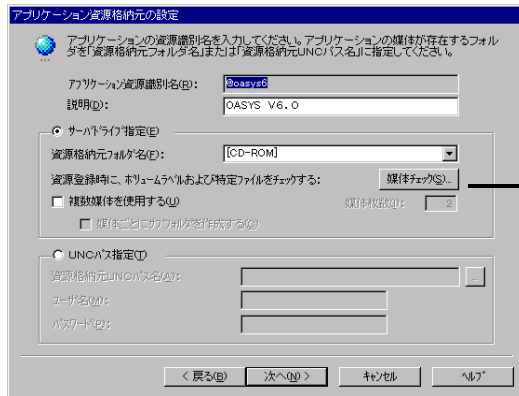 アプリケーション資源格納元の設定
アプリケーションの資源識別名を入力してください。アプリケーションの媒体が存在するフォル
ダを「資源格納元フォルダ名」または「資源格納元UNCパス名」に指定してください。
アプリケーション資源識別名(R): @oasys6
説明(D): OASYS V6.0
サーバドライブ指定(E)
資源格納元フォルダ名(F): [CD-ROM]
資源登録時に、ボリュームラベルおよび特定ファイルをチェックする: 媒体チェック(S)...
複数媒体を使用する(U) 媒体枚数(O): 2
媒体ごとにサブフォルダを作成する(G)
UNCパス指定(T)
資源格納元UNCパス名(A): ...
ユーザ名(M):
パスワード(P):
< 戻る(B) 次へ(N) > キャンセル ヘルプ